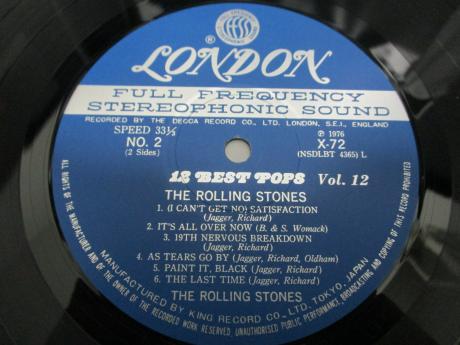 ® LONDON
FULL FREQUENCY
STEREOPHONIC SOUND
RECORDED BY THE DECCA RECORD CO., LTD. LONDON, S.E.I., ENGLAND
SPEED 33⅓
NO. 2
(2 Sides)
℗ 1976
X-72
(NSDLBT 4365) L
12 BEST POPS Vol. 12
THE ROLLING STONES
1. (I CAN'T GET NO) SATISFACTION
(Jagger, Richard)
2. IT'S ALL OVER NOW (B. & S. Womack)
3. 19TH NERVOUS BREAKDOWN
(Jagger, Richard)
4. AS TEARS GO BY (Jagger, Richard, Oldham)
5. PAINT IT, BLACK (Jagger, Richard)
6. THE LAST TIME (Jagger, Richard)
THE ROLLING STONES
MANUFACTURED BY KING RECORD CO., LTD. TOKYO, JAPAN
ALL RIGHTS OF THE MANUFACTURER AND OF THE OWNER OF THE RECORDED WORK RESERVED. UNAUTHORISED PUBLIC PERFORMANCE, BROADCASTING AND COPYING OF THIS RECORD PROHIBITED